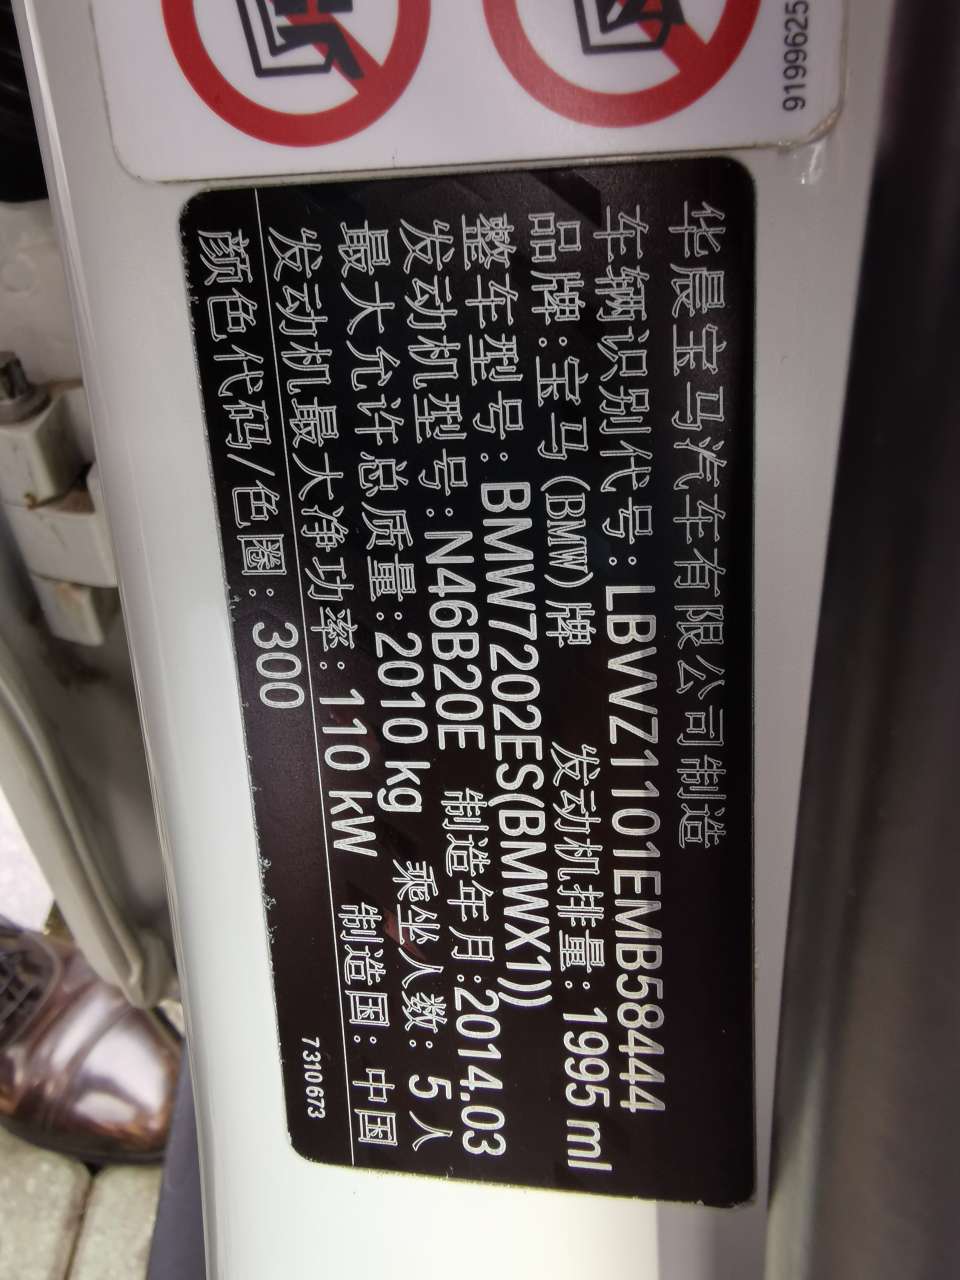 9199625
华晨宝马汽车有限公司制造
车辆识别代号:LBVVZ1101EMB58444
品牌:宝马(BMW)牌 发动机排量:1995 ml
整车型号:BMW7202ES(BMWX1))
发动机型号:N46B20E 制造年月:2014.03
最大允许总质量:2010 kg 乘坐人数:5人
发动机最大净功率:110 kW 制造国:中国
颜色代码/色圈:300
7310673